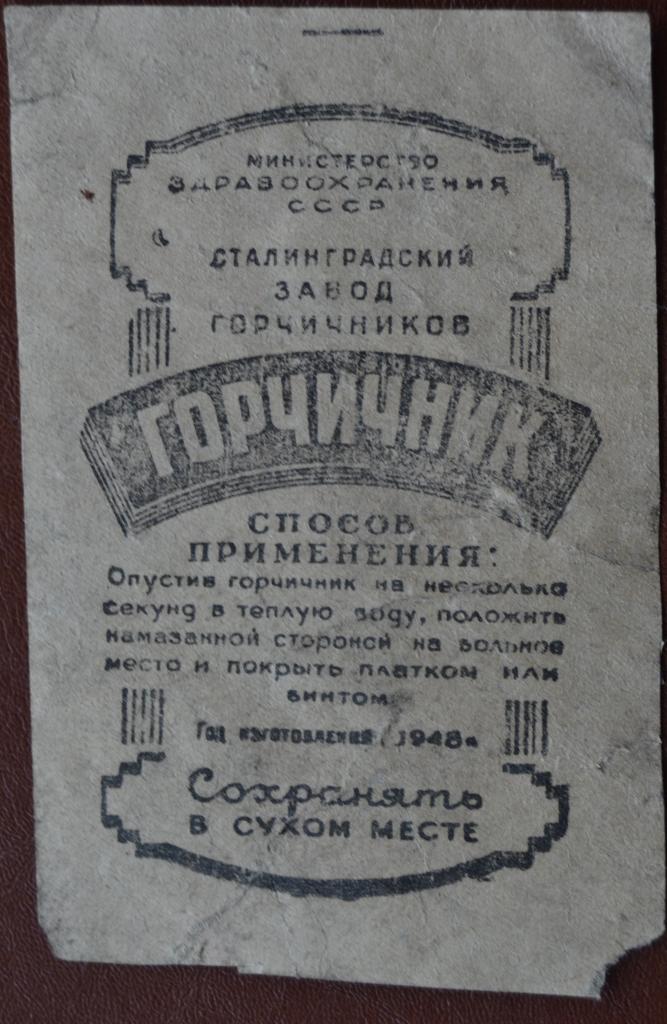 МИНИСТЕРСТВО
ЗДРАВООХРАНЕНИЯ
СССР
СТАЛИНГРАДСКИЙ
ЗАВОД
ГОРЧИЧНИКОВ
ГОРЧИЧНИК
СПОСОБ
ПРИМЕНЕНИЯ:
Опустив горчичник на несколько
секунд в теплую воду, положить
намазанной стороной на больное
место и покрыть платком или
бинтом
Год изготовления 1948г.
Сохранять
В СУХОМ МЕСТЕ